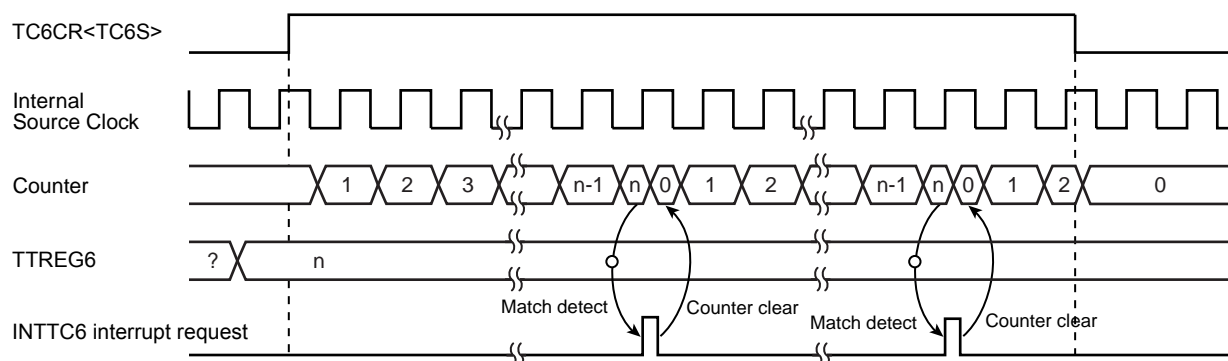 TC6CR<TC6S>
Internal
Source Clock
Counter
1 2 3 n-1 n 0 1 2 n-1 n 0 1 2 0
TTREG6
? n
Match detect Counter clear Match detect Counter clear
INTTC6 interrupt request